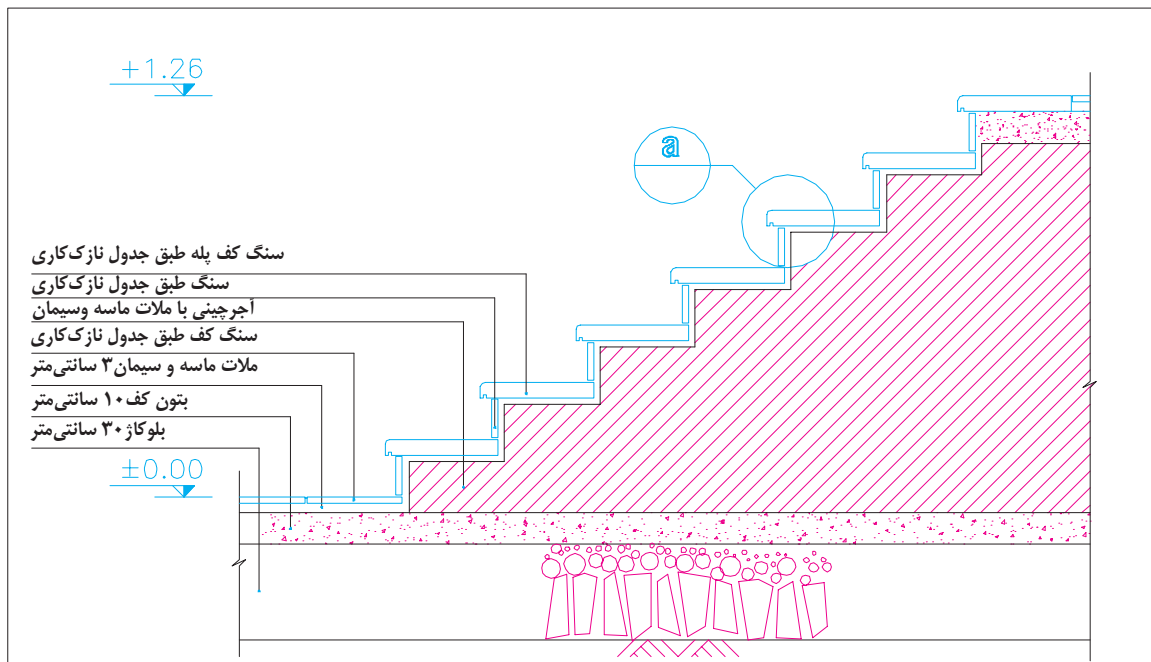 +1.26
a
سنگ کف پله طبق جدول نازک‌کاری
سنگ طبق جدول نازک‌کاری
آجرچینی با ملات ماسه وسیمان
سنگ کف طبق جدول نازک‌کاری
ملات ماسه و سیمان۳ سانتی‌متر
بتون کف۱۰ سانتی‌متر
بلوکاژ۳۰ سانتی‌متر
±0.00